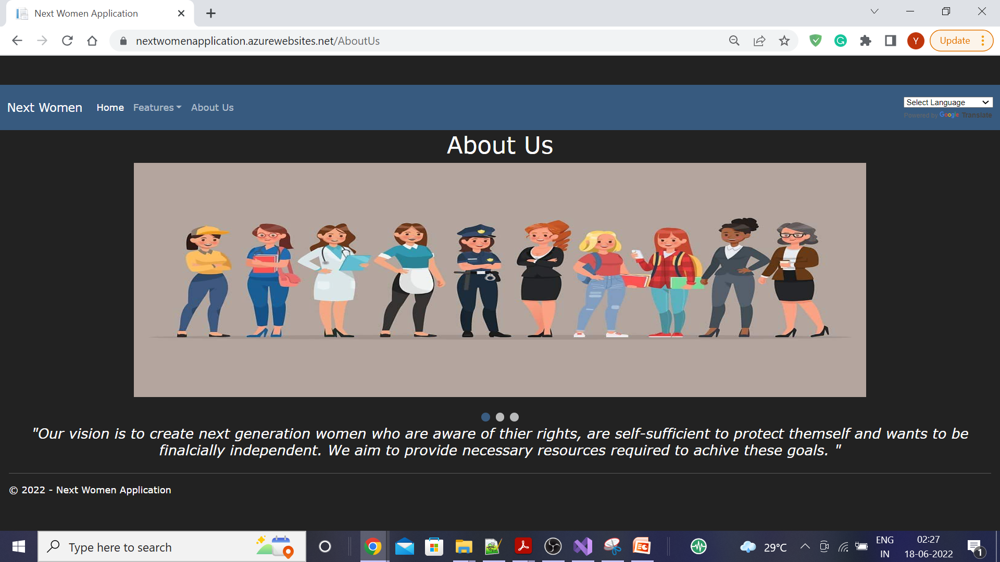 Next Women Application
nextwomenapplication.azurewebsites.net/AboutUs
Y
Update
Next Women Home Features About Us
Select Language
Powered by Google Translate
About Us
"Our vision is to create next generation women who are aware of thier rights, are self-sufficient to protect themself and wants to be
finalcially independent. We aim to provide necessary resources required to achive these goals. "
© 2022 - Next Women Application
Type here to search
29°C
ENG
IN
02:27
18-06-2022
1